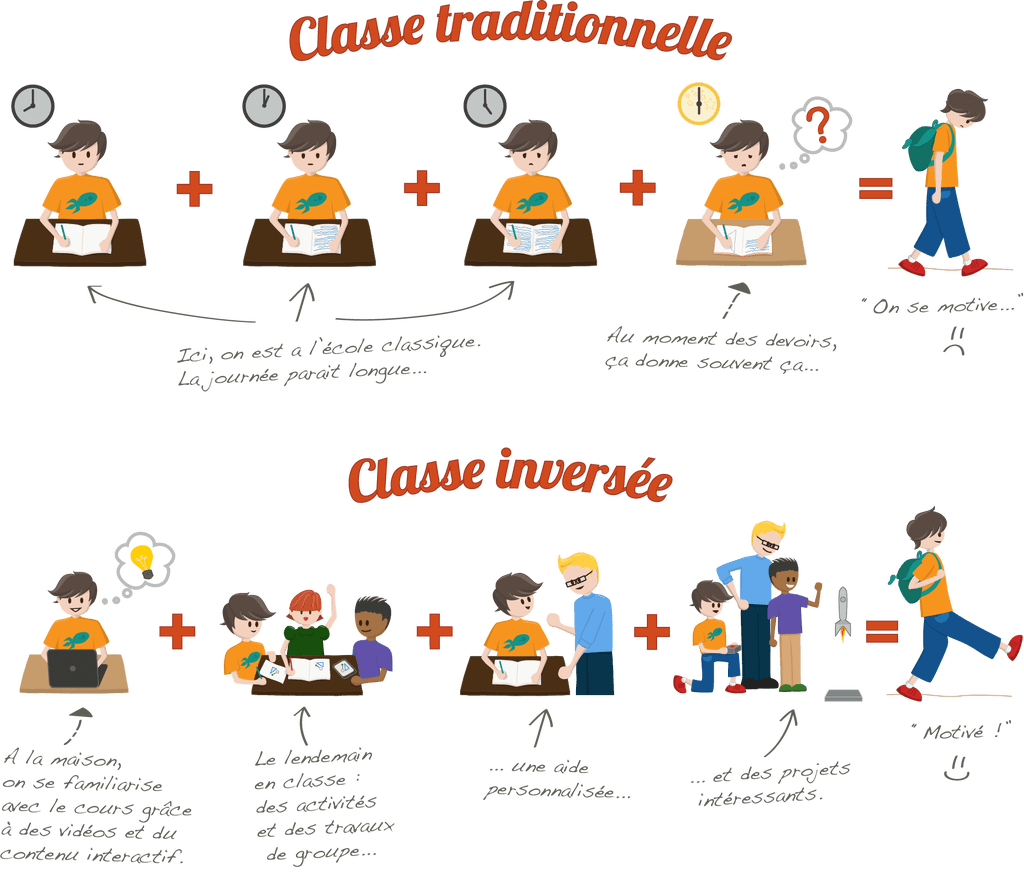 Classe traditionnelle
?
Ici, on est a l'école classique.
La journée parait longue...
Au moment des devoirs,
ça donne souvent ça...
"On se motive..."
Classe inversée
A la maison,
on se familiarise
avec le cours grâce
à des vidéos et du
contenu interactif.
Le lendemain
en classe :
des activités
et des travaux
de groupe...
... une aide
personnalisée...
... et des projets
intéressants.
" Motivé !"